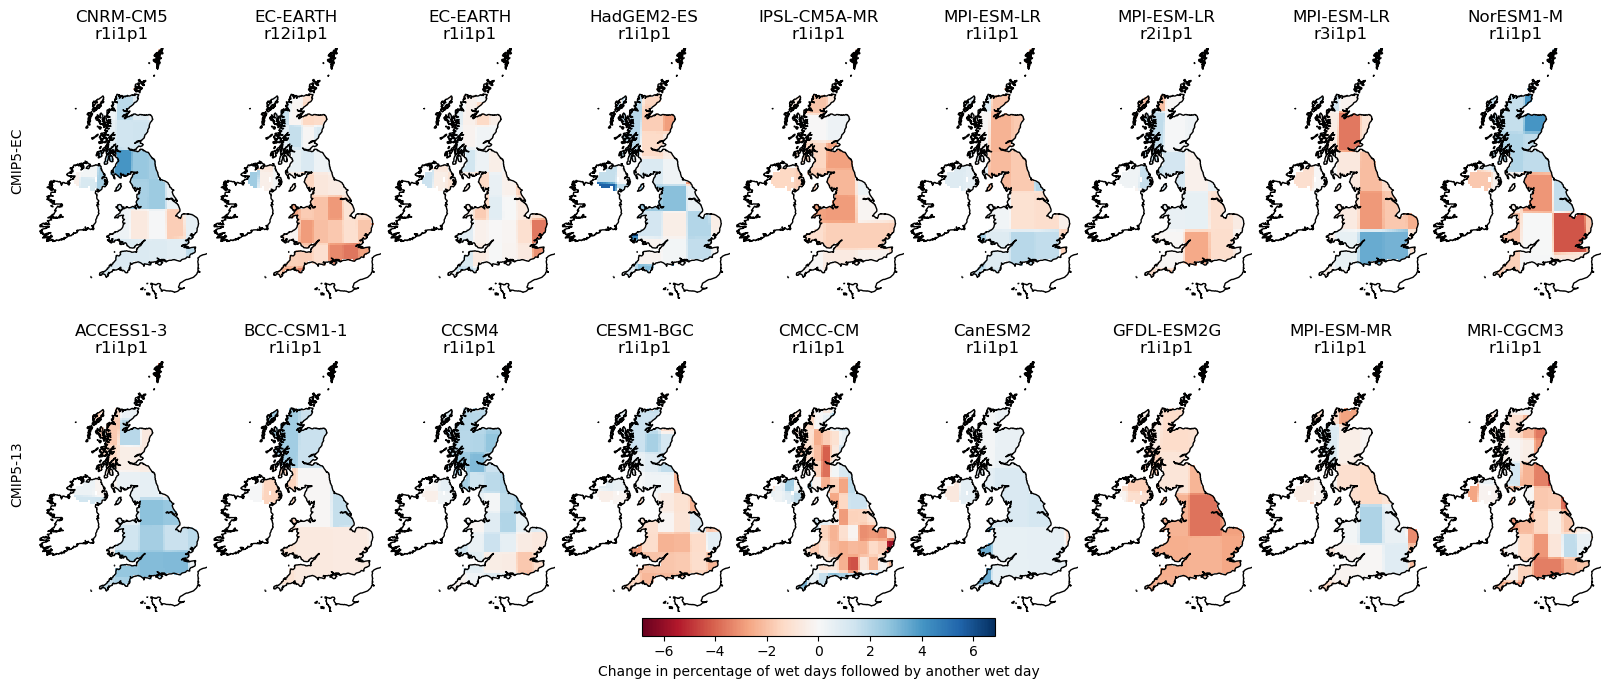 CNRM-CM5 EC-EARTH EC-EARTH HadGEM2-ES IPSL-CM5A-MR MPI-ESM-LR MPI-ESM-LR MPI-ESM-LR NorESM1-M
r1i1p1 r12i1p1 r1i1p1 r1i1p1 r1i1p1 r1i1p1 r2i1p1 r3i1p1 r1i1p1
CMIP5-EC
ACCESS1-3 BCC-CSM1-1 CCSM4 CESM1-BGC CMCC-CM CanESM2 GFDL-ESM2G MPI-ESM-MR MRI-CGCM3
r1i1p1 r1i1p1 r1i1p1 r1i1p1 r1i1p1 r1i1p1 r1i1p1 r1i1p1 r1i1p1
CMIP5-13
−6 −4 −2 0 2 4 6
Change in percentage of wet days followed by another wet day